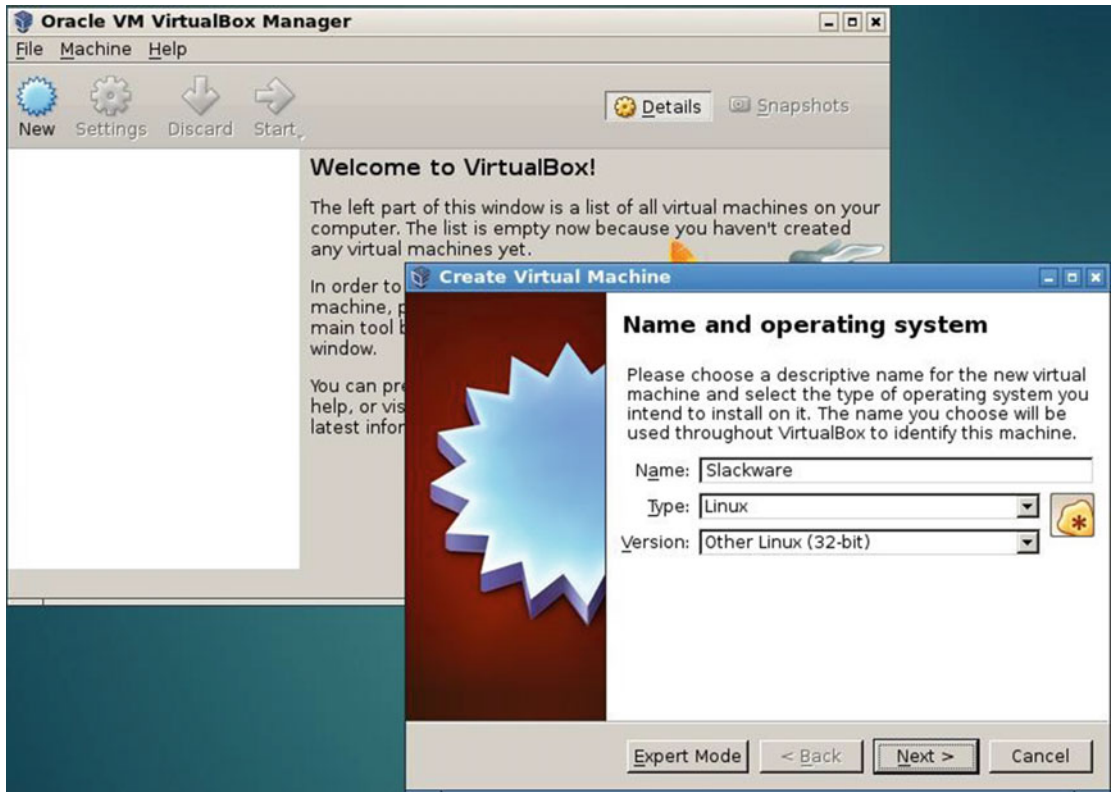 Oracle VM VirtualBox Manager
File Machine Help
New Settings Discard Start
Details Snapshots
Welcome to VirtualBox!
The left part of this window is a list of all virtual machines on your
computer. The list is empty now because you haven't created
any virtual machines yet.
In order to
machine,
main tool
window.
You can
help, or
latest
Create Virtual Machine
Name and operating system
Please choose a descriptive name for the new virtual
machine and select the type of operating system you
intend to install on it. The name you choose will be
used throughout VirtualBox to identify this machine.
Name: Slackware
Type: Linux
Version: Other Linux (32-bit)
Expert Mode < Back Next > Cancel